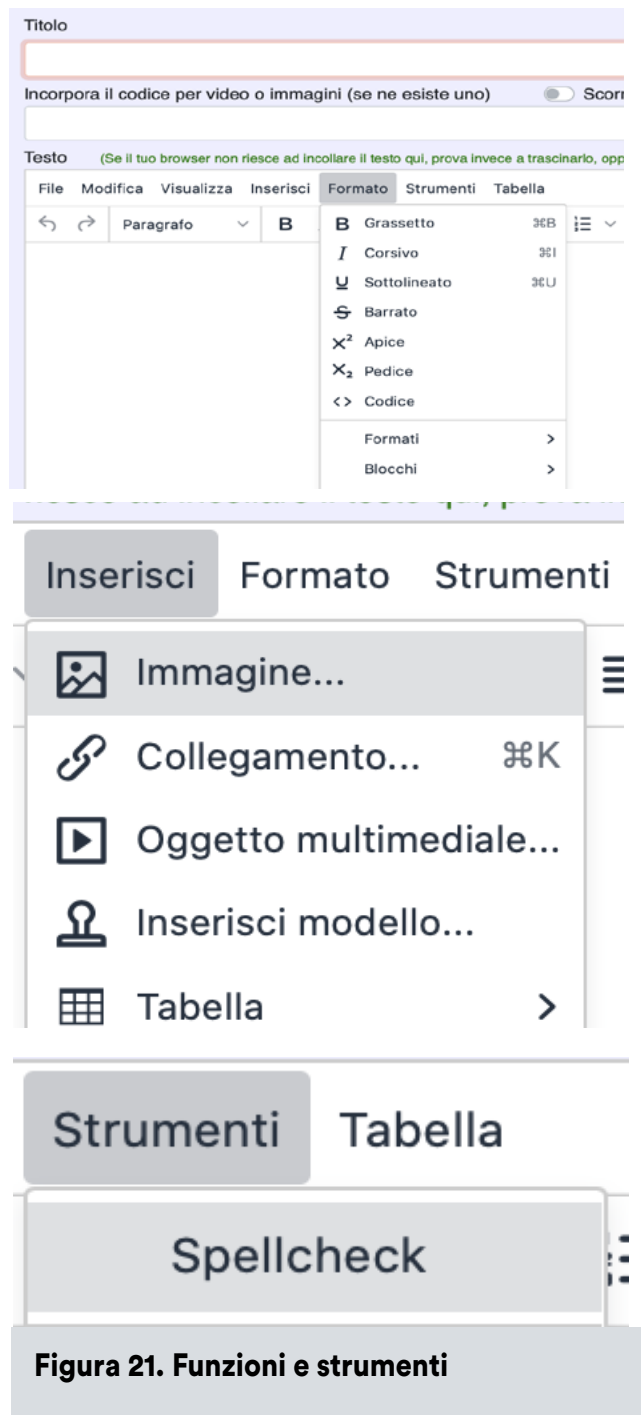 Titolo
Incorpora il codice per video o immagini (se ne esiste uno) Scorr
Testo (Se il tuo browser non riesce ad incollare il testo qui, prova invece a trascinarlo, opp
File Modifica Visualizza Inserisci Formato Strumenti Tabella
Paragrafo B
B Grassetto ⌘B
I Corsivo ⌘I
U Sottolineato ⌘U
S Barrato
X² Apice
X₂ Pedice
<> Codice
Formati >
Blocchi >
Inserisci Formato Strumenti
Immagine...
Collegamento... ⌘K
Oggetto multimediale...
Inserisci modello...
Tabella >
Strumenti Tabella
Spellcheck
Figura 21. Funzioni e strumenti